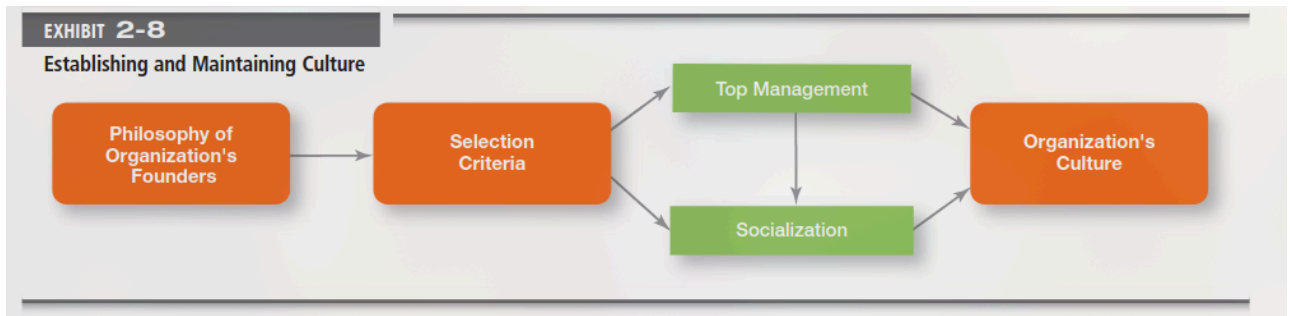 EXHIBIT 2-8
Establishing and Maintaining Culture
Philosophy of
Organization's
Founders
Selection
Criteria
Top Management
Socialization
Organization's
Culture